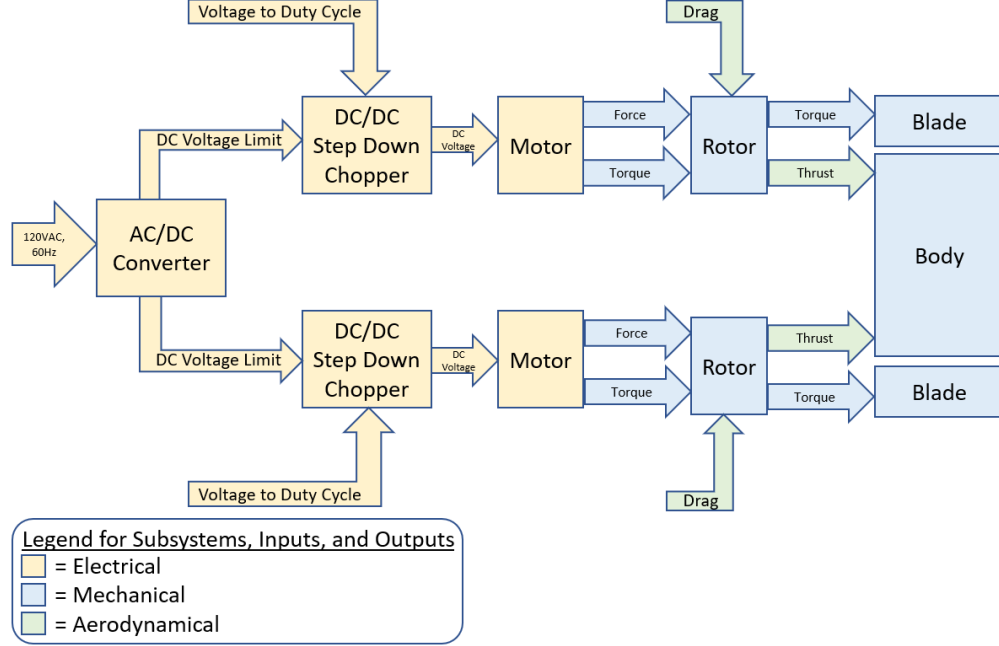 Voltage to Duty Cycle
Drag
DC/DC
Step Down
Chopper
DC Voltage Limit
DC
Voltage
Motor
Force
Torque
Rotor
Torque
Thrust
Blade
120VAC,
60Hz
AC/DC
Converter
Body
DC Voltage Limit
DC/DC
Step Down
Chopper
DC
Voltage
Motor
Force
Torque
Rotor
Thrust
Torque
Blade
Voltage to Duty Cycle
Drag
Legend for Subsystems, Inputs, and Outputs
= Electrical
= Mechanical
= Aerodynamical